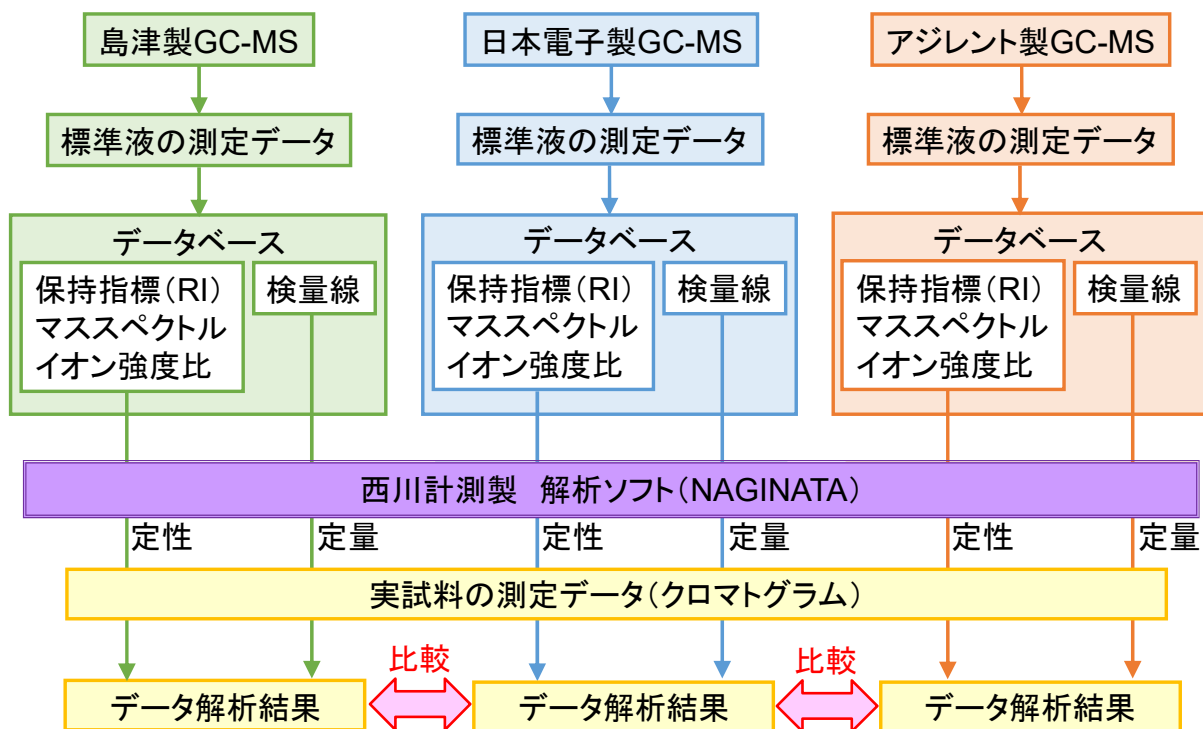 島津製GC-MS
日本電子製GC-MS
アジレント製GC-MS
標準液の測定データ
標準液の測定データ
標準液の測定データ
データベース
保持指標(RI)
マススペクトル
イオン強度比
検量線
データベース
保持指標(RI)
マススペクトル
イオン強度比
検量線
データベース
保持指標(RI)
マススペクトル
イオン強度比
検量線
西川計測製　解析ソフト(NAGINATA)
定性
定量
定性
定量
定性
定量
実試料の測定データ(クロマトグラム)
比較
比較
データ解析結果
データ解析結果
データ解析結果